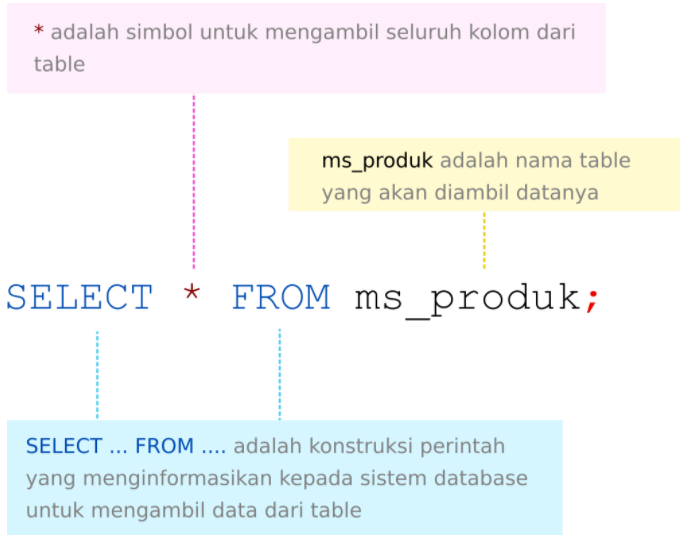 * adalah simbol untuk mengambil seluruh kolom dari
table
ms_produk adalah nama table
yang akan diambil datanya
SELECT * FROM ms_produk;
SELECT ... FROM .... adalah konstruksi perintah
yang menginformasikan kepada sistem database
untuk mengambil data dari table